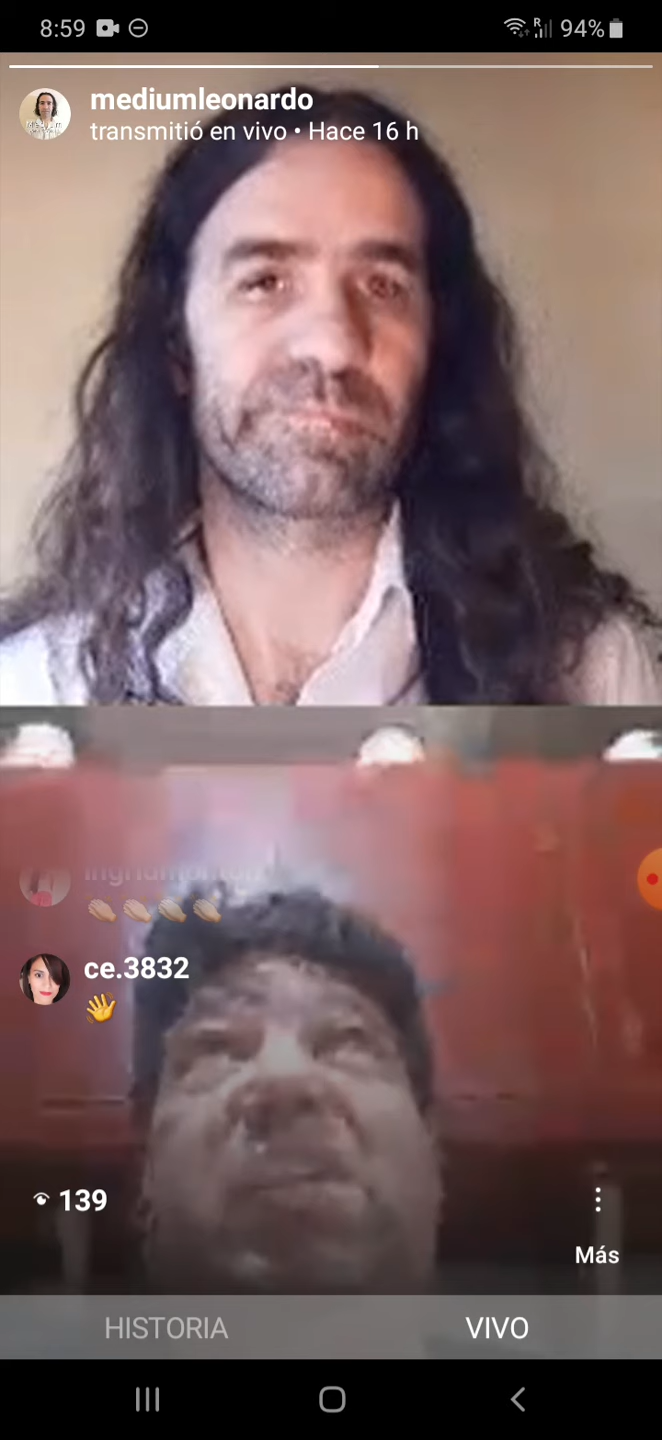 8:59
R
94%
mediumleonardo
transmitió en vivo • Hace 16 h
ce.3832
139
Más
HISTORIA
VIVO